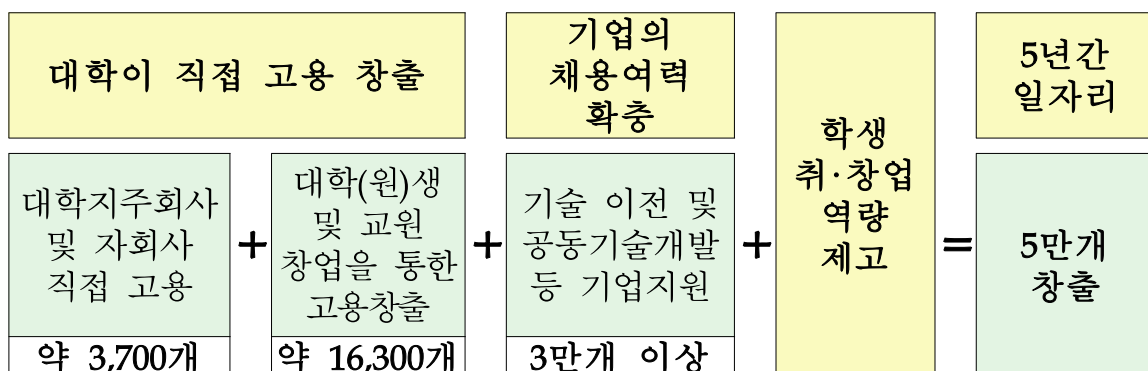 대학이 직접 고용 창출
기업의
채용여력
확충
학생
취·창업
역량
제고
5년간
일자리
대학지주회사
및 자회사
직접 고용
+
대학(원)생
및 교원
창업을 통한
고용창출
+
기술 이전 및
공동기술개발
등 기업지원
+
=
5만개
창출
약 3,700개
약 16,300개
3만개 이상